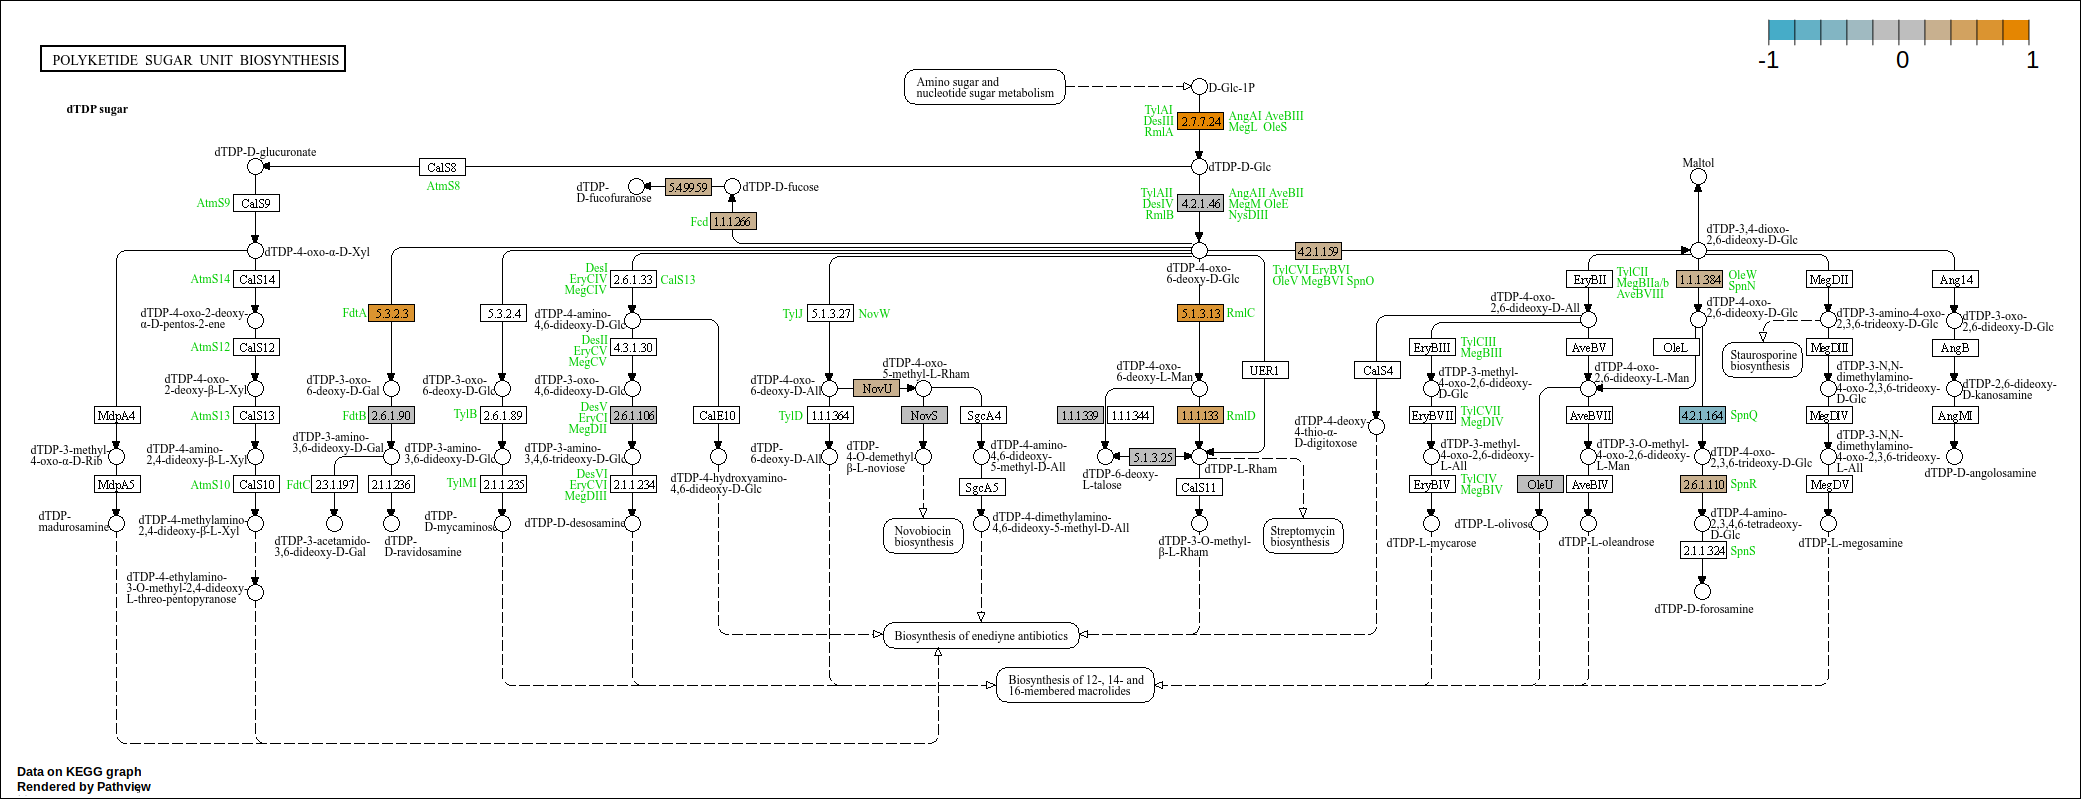 POLYKETIDE SUGAR UNIT BIOSYNTHESIS
-1
0
1
dTDP sugar
Amino sugar and
nucleotide sugar metabolism
D-Glc-1P
TylAI
DesIII
RmlA
2.7.7.24
AngAI AveBIII
MegL OleS
dTDP-D-glucuronate
CalS8
AtmS8
dTDP-D-Glc
Maltol
dTDP-
D-fucofuranose
5.4.99.59
dTDP-D-fucose
AtmS9
CalS9
Fcd
1.1.1.266
TylAII
DesIV
RmlB
4.2.1.46
AngAII AveBII
MegM OleE
NysDIII
dTDP-4-oxo-α-D-Xyl
4.2.1.159
dTDP-3,4-dioxo-
2,6-dideoxy-D-Glc
AtmS14
CalS14
DesI
EryCIV
MegCIV
2.6.1.33
CalS13
dTDP-4-oxo-
6-deoxy-D-Glc
TylCVI EryBVI
OleV MegBVI SpnO
EryBII
TylCII
MegBIIa/b
AveBVIII
1.1.1.384
OleW
SpnN
MegDII
Ang14
dTDP-4-oxo-2-deoxy-
α-D-pentos-2-ene
FdtA
5.3.2.3
5.3.2.4
dTDP-4-amino-
4,6-dideoxy-D-Glc
TylJ
5.1.3.27
NovW
5.1.3.13
RmlC
dTDP-4-oxo-
2,6-dideoxy-D-All
dTDP-4-oxo-
2,6-dideoxy-D-Glc
dTDP-3-amino-4-oxo-
2,3,6-trideoxy-D-Glc
dTDP-3-oxo-
2,6-dideoxy-D-Glc
AtmS12
CalS12
DesII
EryCV
MegCV
4.3.1.30
UER1
CalS4
EryBIII
TylCIII
MegBIII
AveBV
OleL
Staurosporine
biosynthesis
MegDIII
AngB
dTDP-4-oxo-
2-deoxy-β-L-Xyl
dTDP-3-oxo-
6-deoxy-D-Gal
dTDP-3-oxo-
6-deoxy-D-Glc
dTDP-3-oxo-
4,6-dideoxy-D-Glc
dTDP-4-oxo-
6-deoxy-D-All
NovU
dTDP-4-oxo-
5-methyl-L-Rham
dTDP-4-oxo-
6-deoxy-L-Man
dTDP-3-methyl-
4-oxo-2,6-dideoxy-
D-Glc
dTDP-4-oxo-
2,6-dideoxy-L-Man
dTDP-3-N,N-
dimethylamino-
4-oxo-2,3,6-trideoxy-
D-Glc
dTDP-2,6-dideoxy-
D-kanosamine
MdpA4
AtmS13
CalS13
FdtB
2.6.1.90
TylB
2.6.1.89
DesV
EryCI
MegDII
2.6.1.106
CalE10
TylD
1.1.1.364
NovS
SgcA4
1.1.1.339
1.1.1.344
1.1.1.133
RmlD
dTDP-4-deoxy-
4-thio-α-
D-digitoxose
EryBVII
TylCVII
MegDIV
AveBVII
4.2.1.164
SpnQ
MegDIV
AngMI
dTDP-3-methyl-
4-oxo-α-D-Rib
dTDP-4-amino-
2,4-dideoxy-β-L-Xyl
dTDP-3-amino-
3,6-dideoxy-D-Gal
dTDP-3-amino-
3,6-dideoxy-D-Glc
dTDP-3-amino-
3,4,6-trideoxy-D-Glc
dTDP-4-hydroxyamino-
4,6-dideoxy-D-Glc
dTDP-
6-deoxy-D-All
dTDP-
4-O-demethyl-
β-L-noviose
dTDP-4-amino-
4,6-dideoxy-
5-methyl-D-All
5.1.3.25
dTDP-6-deoxy-
L-talose
dTDP-L-Rham
dTDP-3-methyl-
4-oxo-2,6-dideoxy-
L-All
dTDP-3-O-methyl-
4-oxo-2,6-dideoxy-
L-Man
dTDP-4-oxo-
2,3,6-trideoxy-D-Glc
dTDP-3-N,N-
dimethylamino-
4-oxo-2,3,6-trideoxy-
L-All
dTDP-D-angolosamine
MdpA5
AtmS10
CalS10
FdtC
2.3.1.197
2.1.1.236
TylMI
2.1.1.235
DesVI
EryCVI
MegDIII
2.1.1.234
SgcA5
CalS11
EryBIV
TylCIV
MegBIV
OleU
AveBIV
2.6.1.110
SpnR
MegDV
dTDP-
madurosamine
dTDP-4-methylamino-
2,4-dideoxy-β-L-Xyl
dTDP-3-acetamido-
3,6-dideoxy-D-Gal
dTDP-
D-ravidosamine
dTDP-
D-mycaminose
dTDP-D-desosamine
Novobiocin
biosynthesis
dTDP-4-dimethylamino-
4,6-dideoxy-5-methyl-D-All
dTDP-3-O-methyl-
β-L-Rham
Streptomycin
biosynthesis
dTDP-L-mycarose
dTDP-L-olivose
dTDP-L-oleandrose
dTDP-4-amino-
2,3,4,6-tetradeoxy-
D-Glc
2.1.1.324
SpnS
dTDP-L-megosamine
dTDP-4-ethylamino-
3-O-methyl-2,4-dideoxy-
L-threo-pentopyranose
dTDP-D-forosamine
Biosynthesis of enediyne antibiotics
Biosynthesis of 12-, 14- and
16-membered macrolides
Data on KEGG graph
Rendered by Pathview